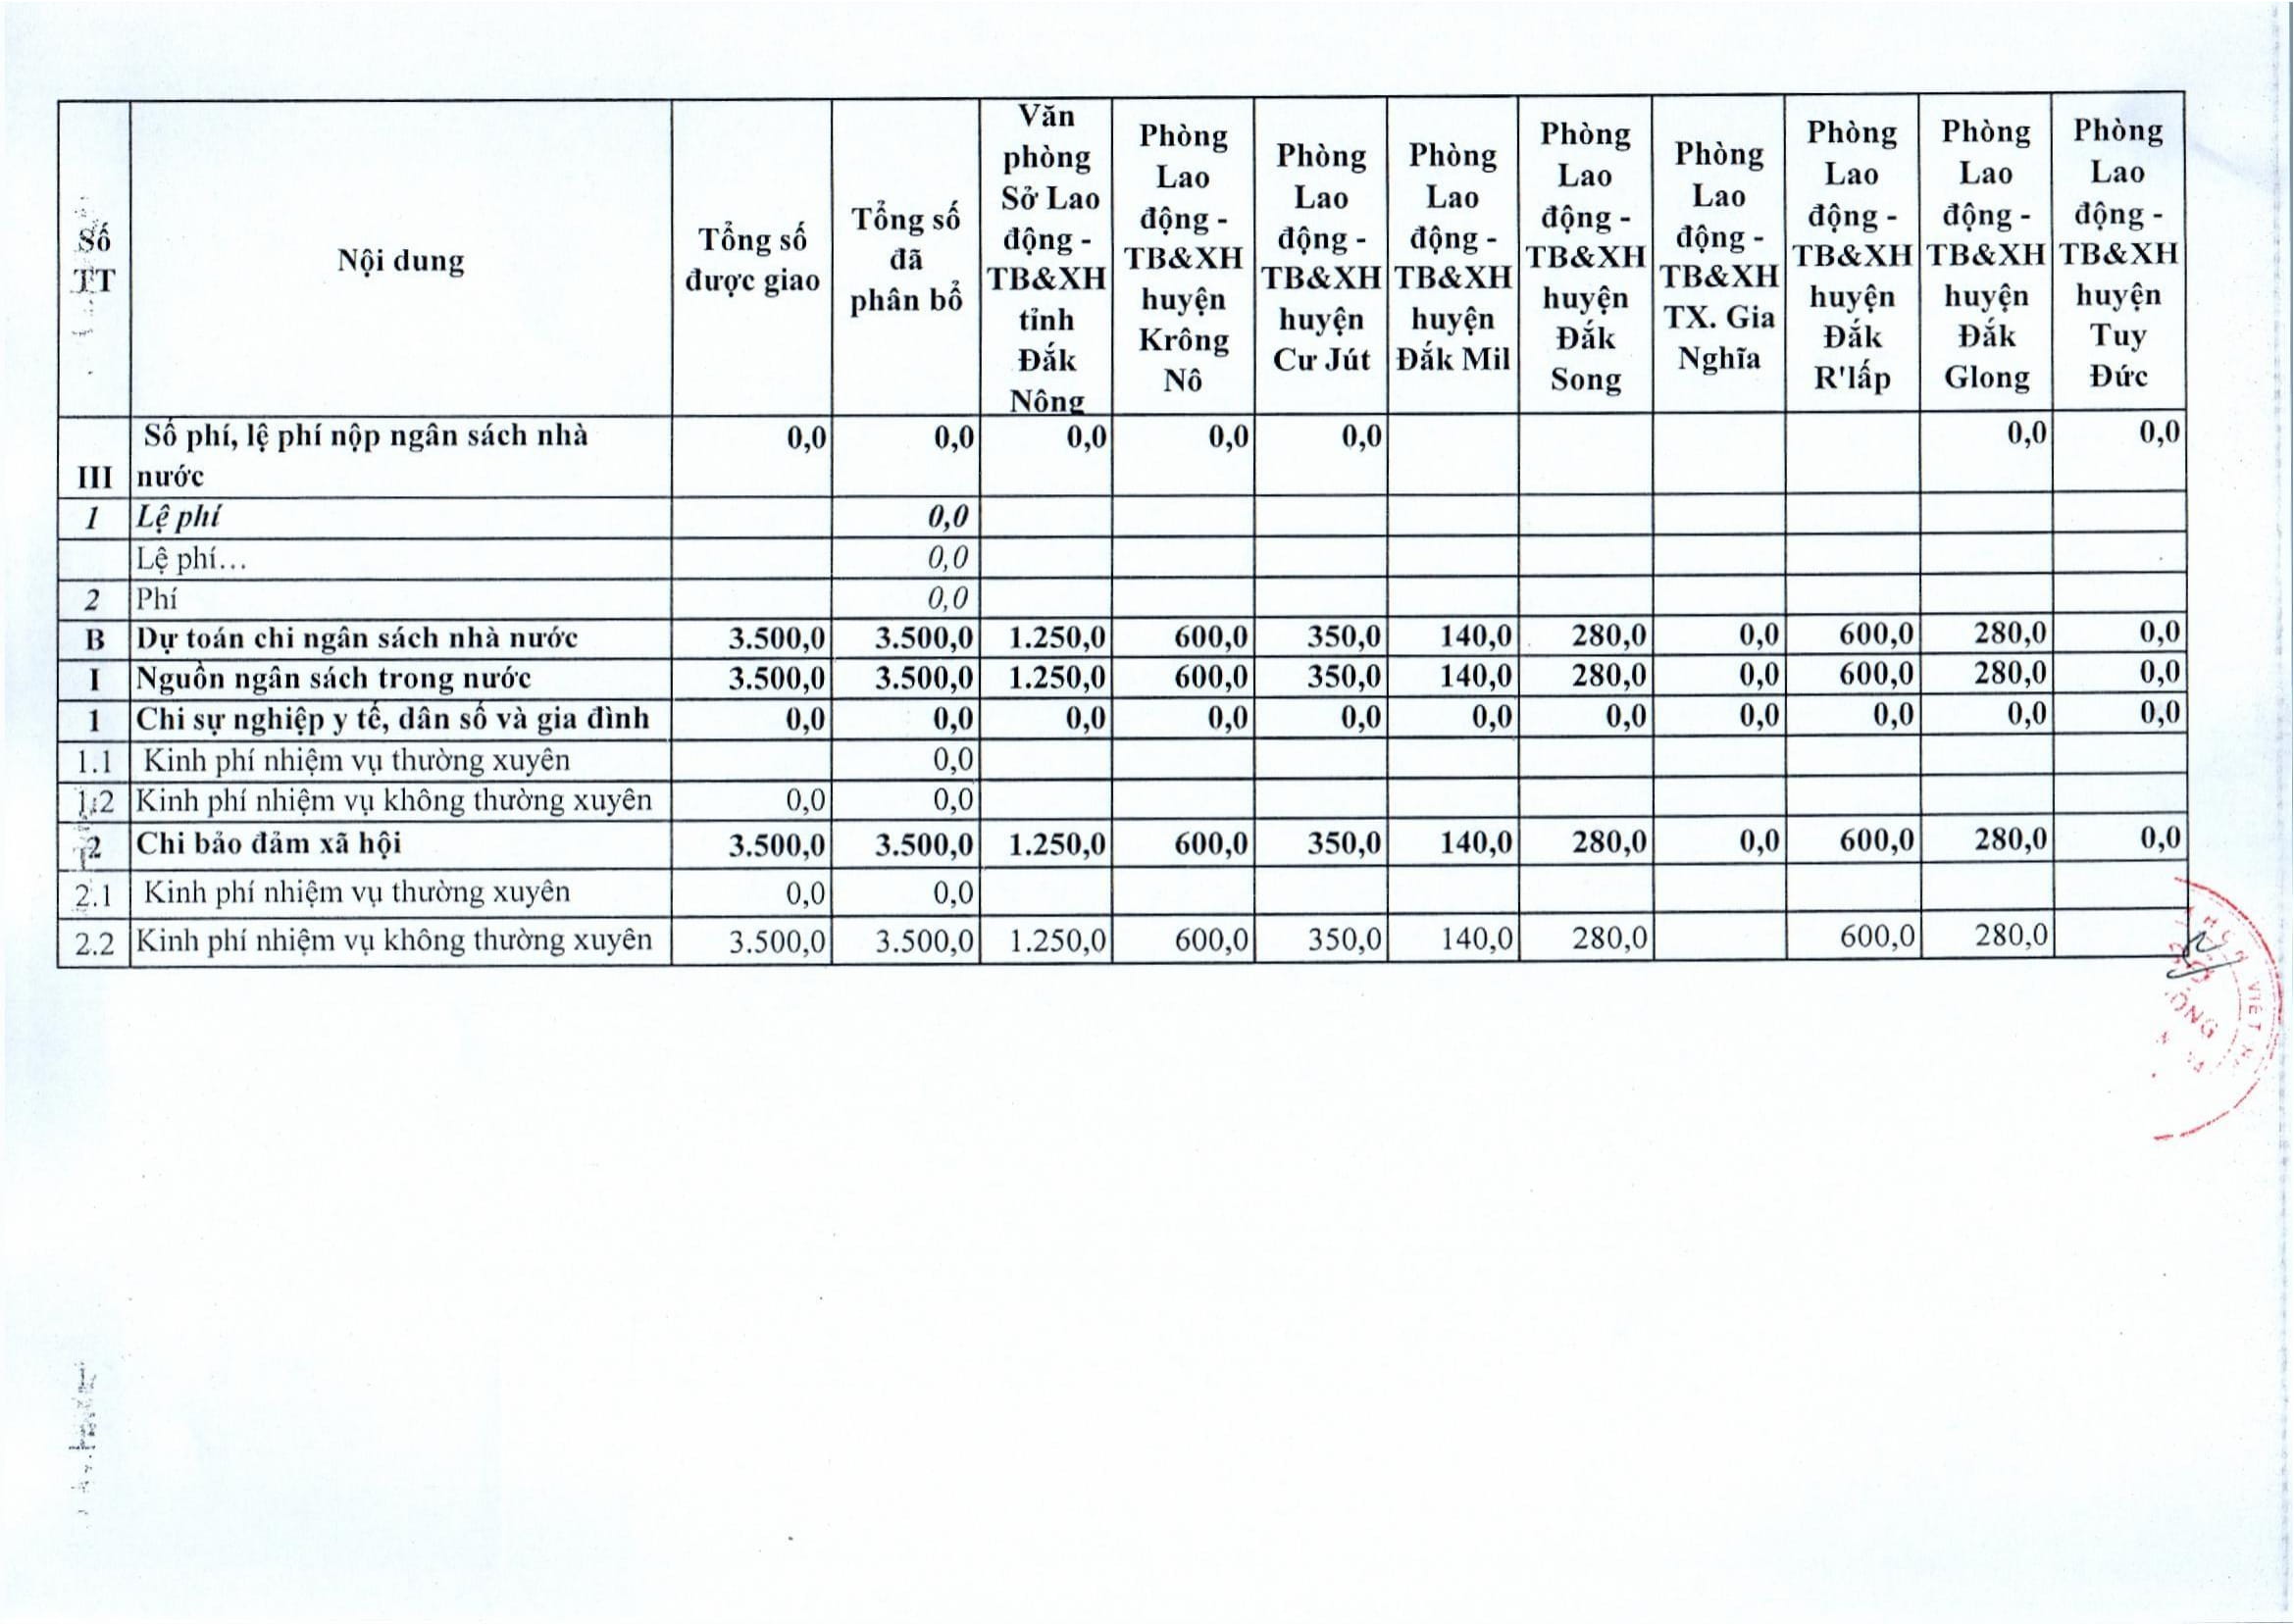 Số TT | Nội dung | Tổng số được giao | Tổng số đã phân bổ | Văn phòng Sở Lao động - TB&XH tỉnh Đắk Nông | Phòng Lao động - TB&XH huyện Krông Nô | Phòng Lao động - TB&XH huyện Cư Jút | Phòng Lao động - TB&XH huyện Đắk Mil | Phòng Lao động - TB&XH huyện Đắk Song | Phòng Lao động - TB&XH TX. Gia Nghĩa | Phòng Lao động - TB&XH huyện Đắk R'lấp | Phòng Lao động - TB&XH huyện Đắk Glong | Phòng Lao động - TB&XH huyện Tuy Đức
III | Số phí, lệ phí nộp ngân sách nhà nước | 0,0 | 0,0 | 0,0 | 0,0 | 0,0 | | | | | 0,0 | 0,0
1 | Lệ phí | | 0,0
Lệ phí... | | 0,0
2 | Phí | | 0,0
B | Dự toán chi ngân sách nhà nước | 3.500,0 | 3.500,0 | 1.250,0 | 600,0 | 350,0 | 140,0 | 280,0 | 0,0 | 600,0 | 280,0 | 0,0
I | Nguồn ngân sách trong nước | 3.500,0 | 3.500,0 | 1.250,0 | 600,0 | 350,0 | 140,0 | 280,0 | 0,0 | 600,0 | 280,0 | 0,0
1 | Chi sự nghiệp y tế, dân số và gia đình | 0,0 | 0,0 | 0,0 | 0,0 | 0,0 | 0,0 | 0,0 | 0,0 | 0,0 | 0,0 | 0,0
1.1 | Kinh phí nhiệm vụ thường xuyên | | 0,0
1.2 | Kinh phí nhiệm vụ không thường xuyên | 0,0 | 0,0
2 | Chi bảo đảm xã hội | 3.500,0 | 3.500,0 | 1.250,0 | 600,0 | 350,0 | 140,0 | 280,0 | 0,0 | 600,0 | 280,0 | 0,0
2.1 | Kinh phí nhiệm vụ thường xuyên | 0,0 | 0,0
2.2 | Kinh phí nhiệm vụ không thường xuyên | 3.500,0 | 3.500,0 | 1.250,0 | 600,0 | 350,0 | 140,0 | 280,0 | | 600,0 | 280,0 |